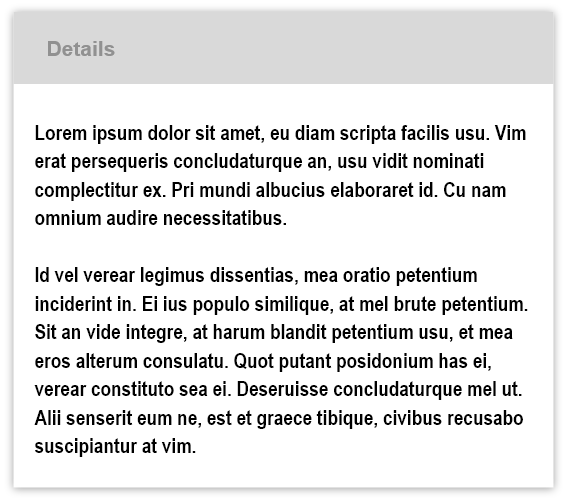 Details
Lorem ipsum dolor sit amet, eu diam scripta facilis usu. Vim
erat persequeris concludaturque an, usu vidit nominati
complectitur ex. Pri mundi albucius elaboraret id. Cu nam
omnium audire necessitatibus.
Id vel verear legimus dissentias, mea oratio petentium
inciderint in. Ei ius populo similique, at mel brute petentium.
Sit an vide integre, at harum blandit petentium usu, et mea
eros alterum consulatu. Quot putant posidonium has ei,
verear constituto sea ei. Deseruisse concludaturque mel ut.
Alii senserit eum ne, est et graece tibique, civibus recusabo
suscipiantur at vim.